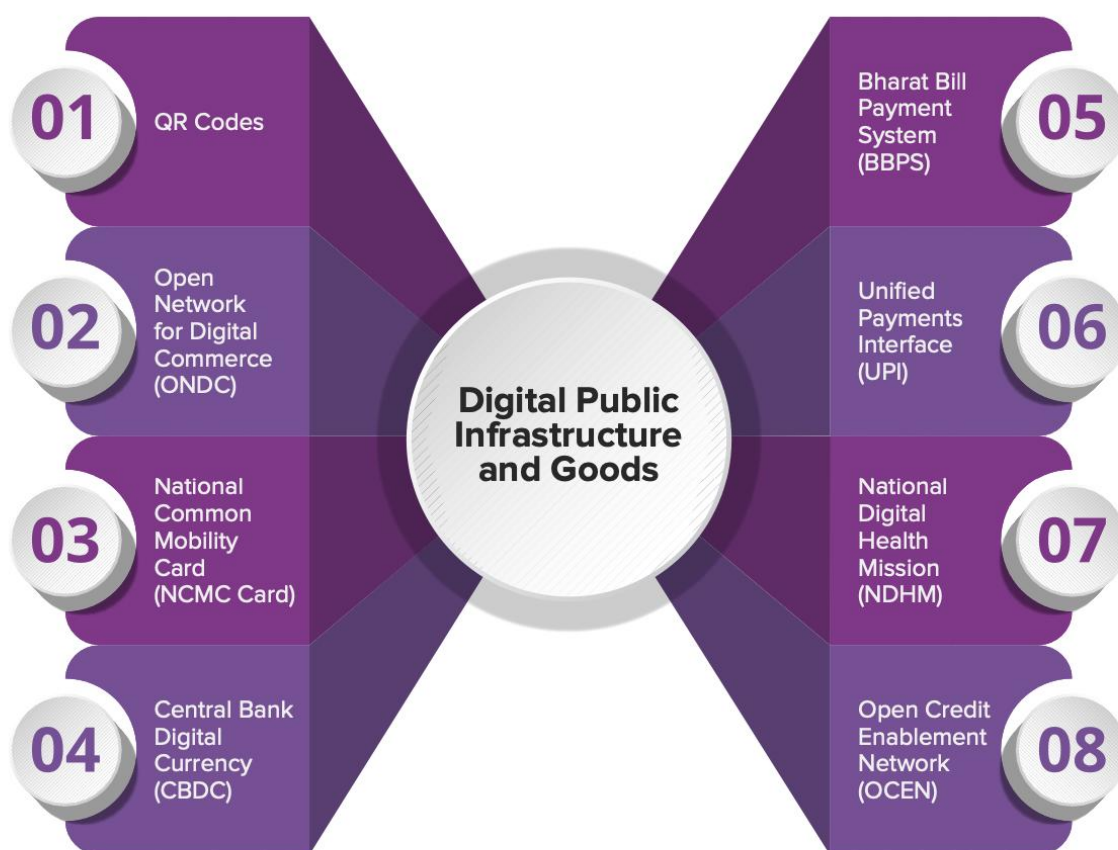 01
QR Codes
02
Open
Network
for Digital
Commerce
(ONDC)
03
National
Common
Mobility
Card
(NCMC Card)
04
Central Bank
Digital
Currency
(CBDC)
Digital Public
Infrastructure
and Goods
Bharat Bill
Payment
System
(BBPS)
05
Unified
Payments
Interface
(UPI)
06
National
Digital
Health
Mission
(NDHM)
07
Open Credit
Enablement
Network
(OCEN)
08